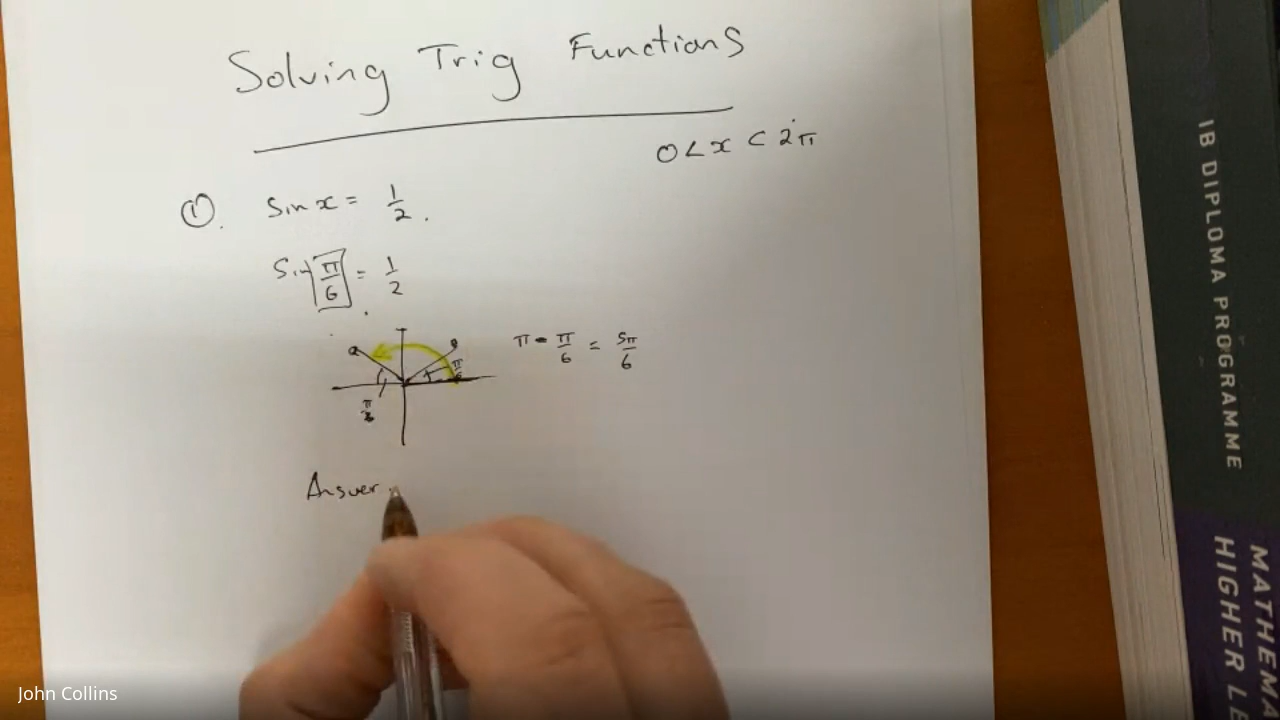 Solving Trig Functions
0 < x < 2π
①. sin x = 1/2.
Sin π/6 = 1/2
π - π/6 = 5π/6
π/6
Answer
IB DIPLOMA PROGRAMME
MATHEMA
HIGHER LE
John Collins